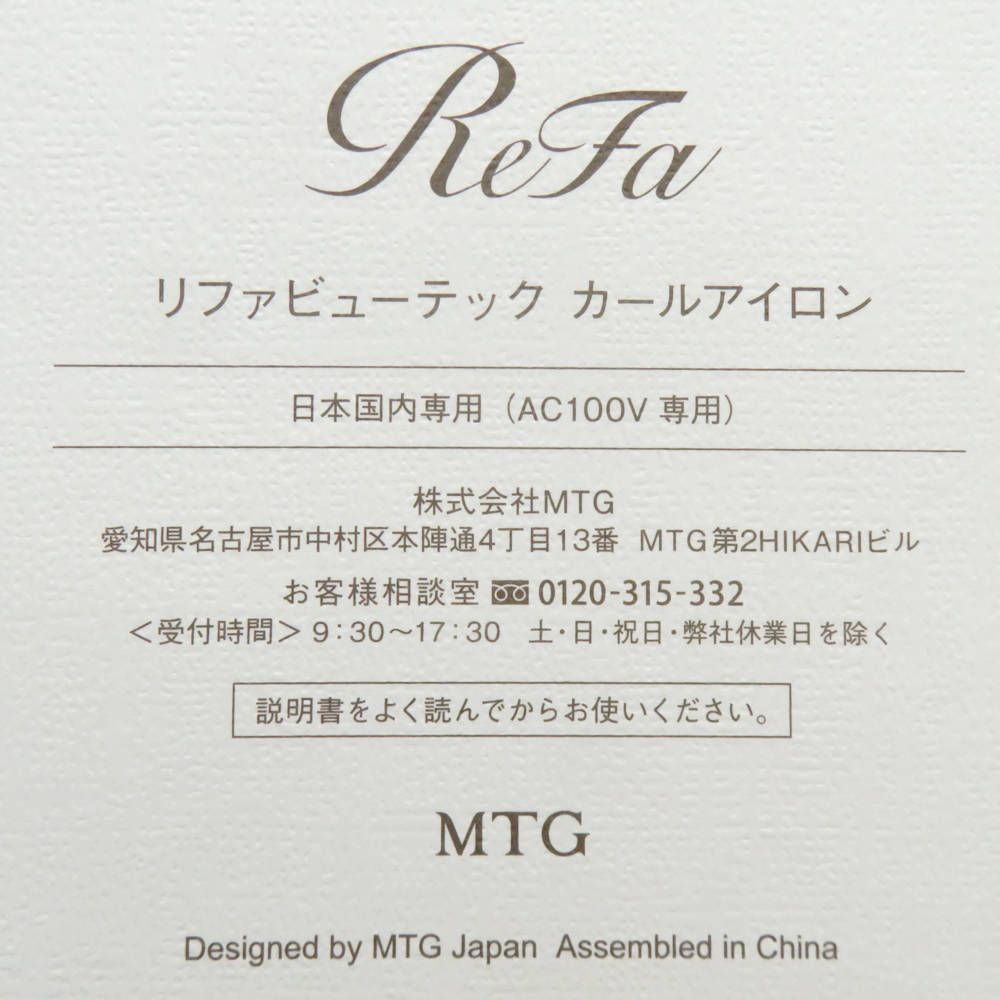 ReFa
リファビューテック カールアイロン
日本国内専用（AC100V 専用）
株式会社MTG
愛知県名古屋市中村区本陣通4丁目13番 MTG第2HIKARIビル
お客様相談室 0120-315-332
＜受付時間＞9：30～17：30 土・日・祝日・弊社休業日を除く
説明書をよく読んでからお使いください。
MTG
Designed by MTG Japan Assembled in China